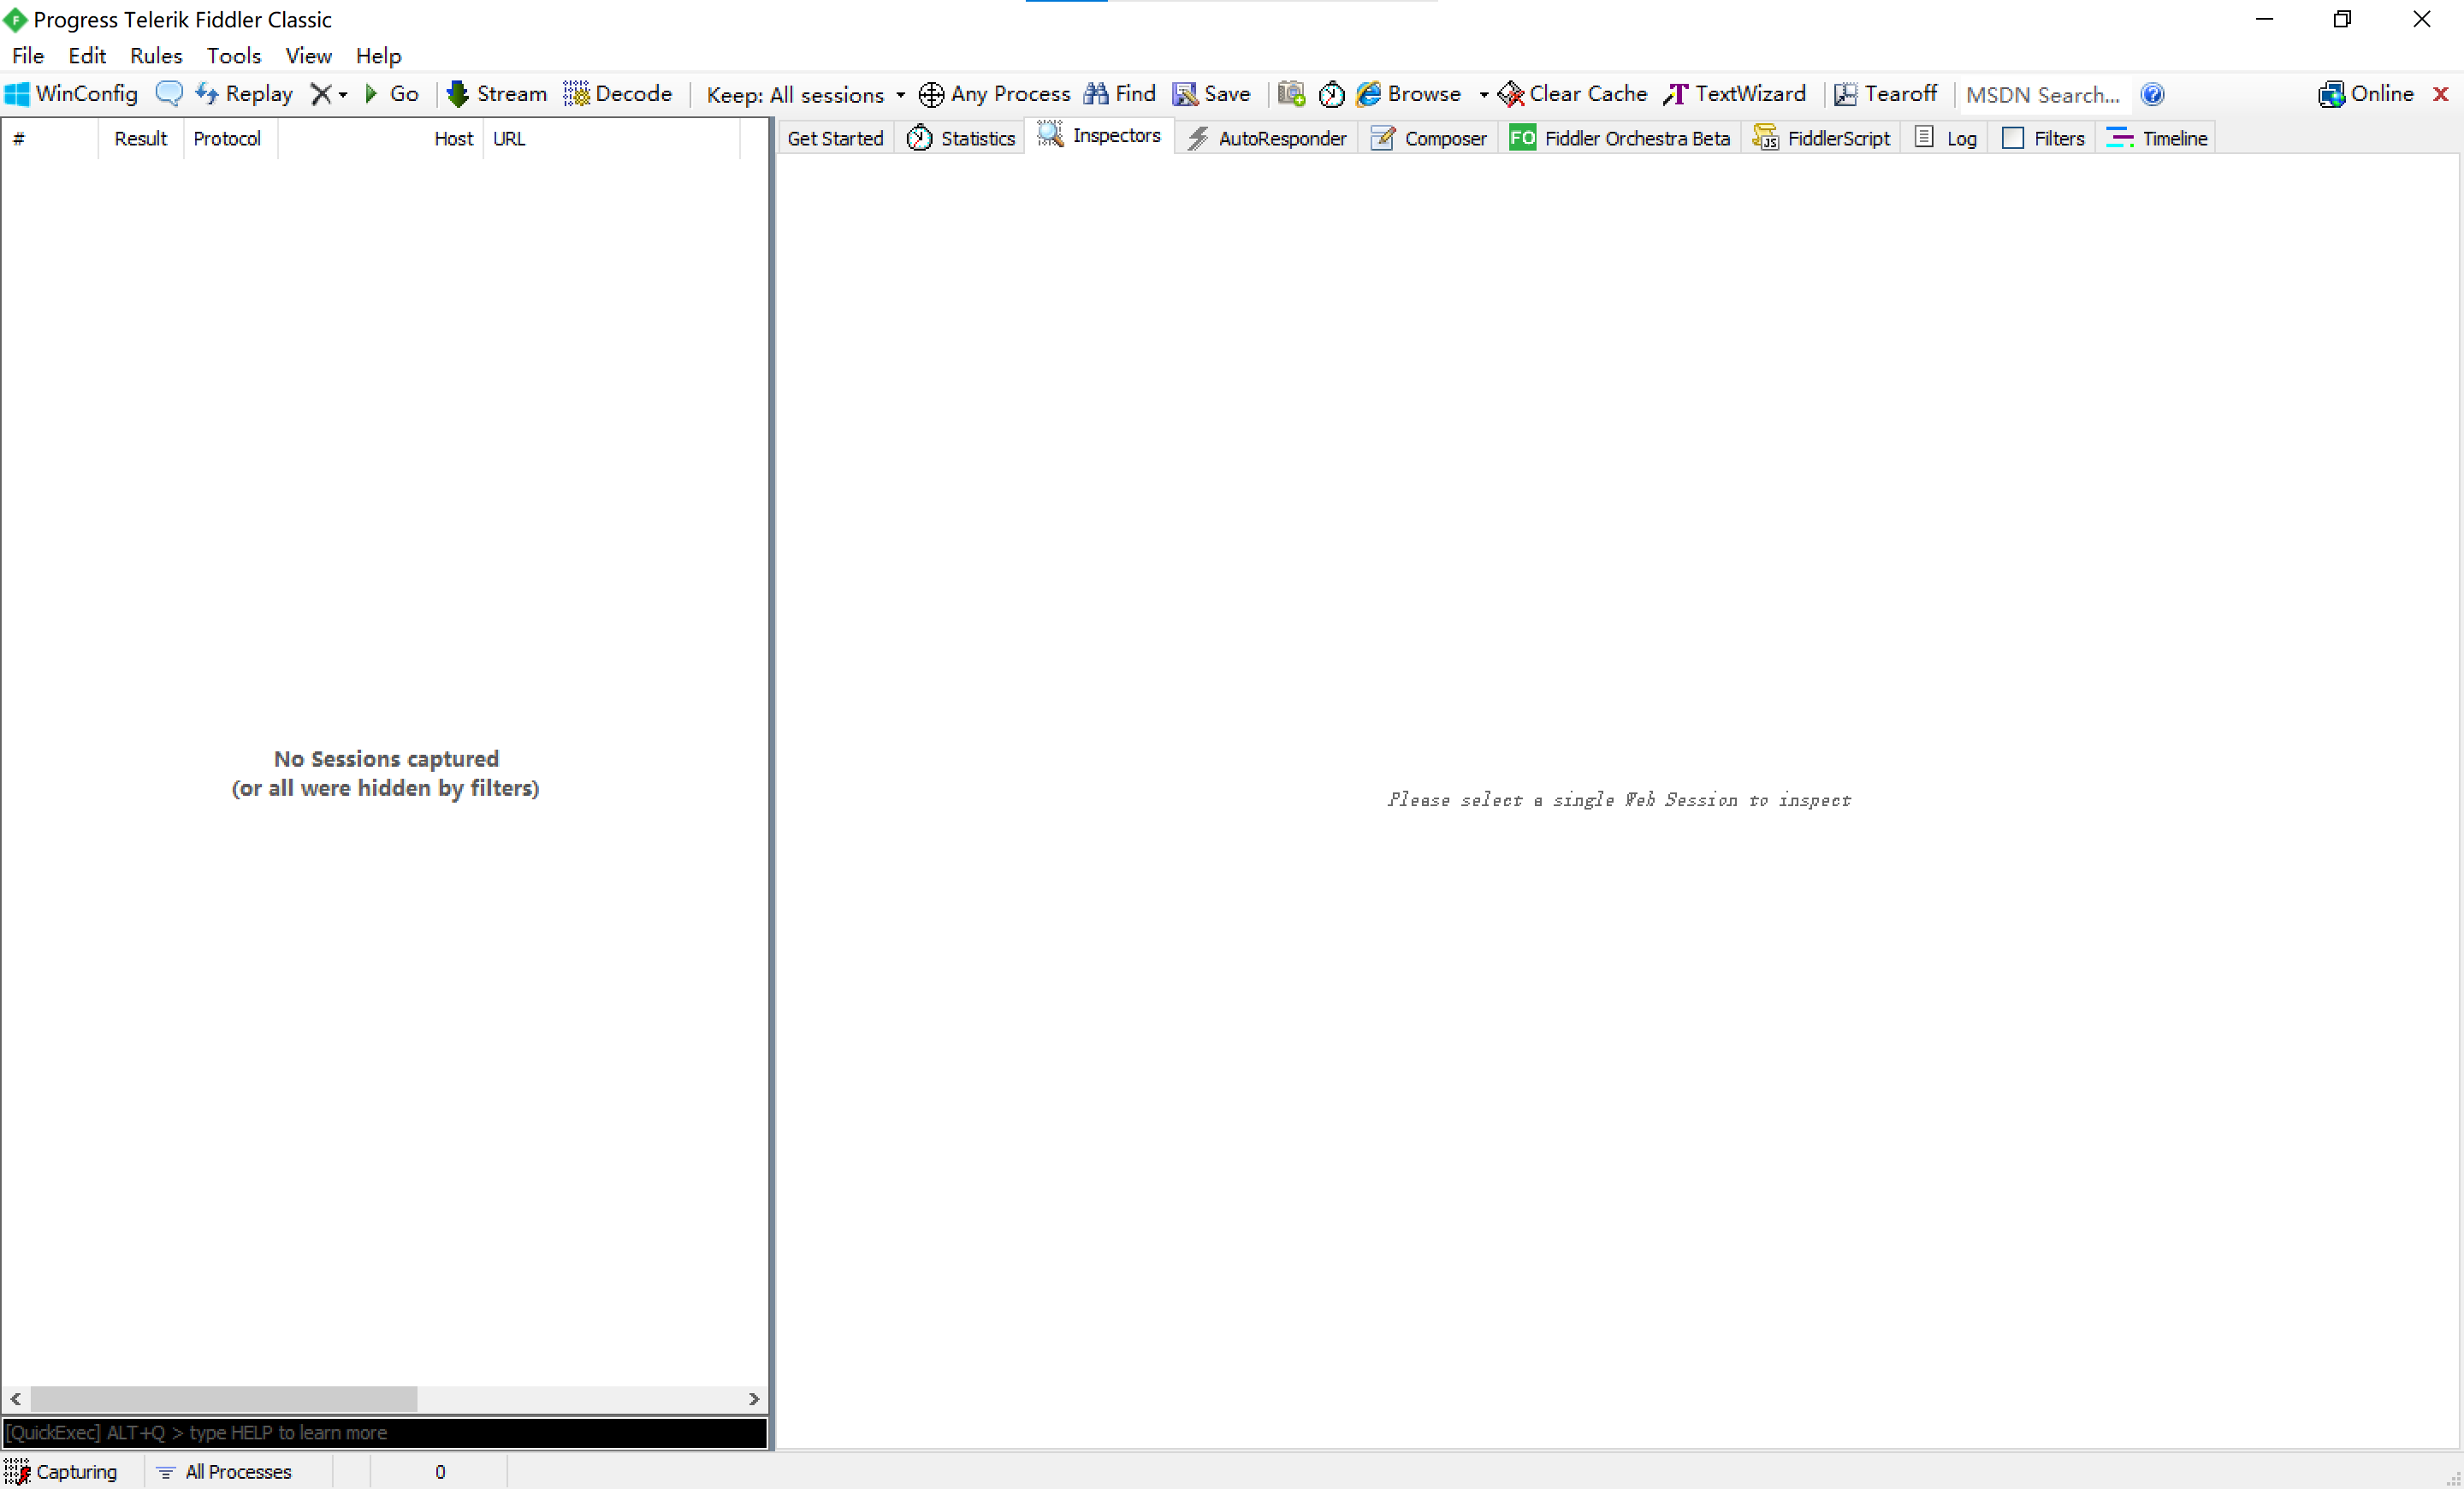 Progress Telerik Fiddler Classic
File Edit Rules Tools View Help
WinConfig Replay Go Stream Decode Keep: All sessions Any Process Find Save Browse Clear Cache TextWizard Tearoff MSDN Search... Online
# Result Protocol Host URL
Get Started Statistics Inspectors AutoResponder Composer FO Fiddler Orchestra Beta FiddlerScript Log Filters Timeline
No Sessions captured
(or all were hidden by filters)
Please select a single Web Session to inspect
[QuickExec] ALT+Q > type HELP to learn more
Capturing All Processes 0